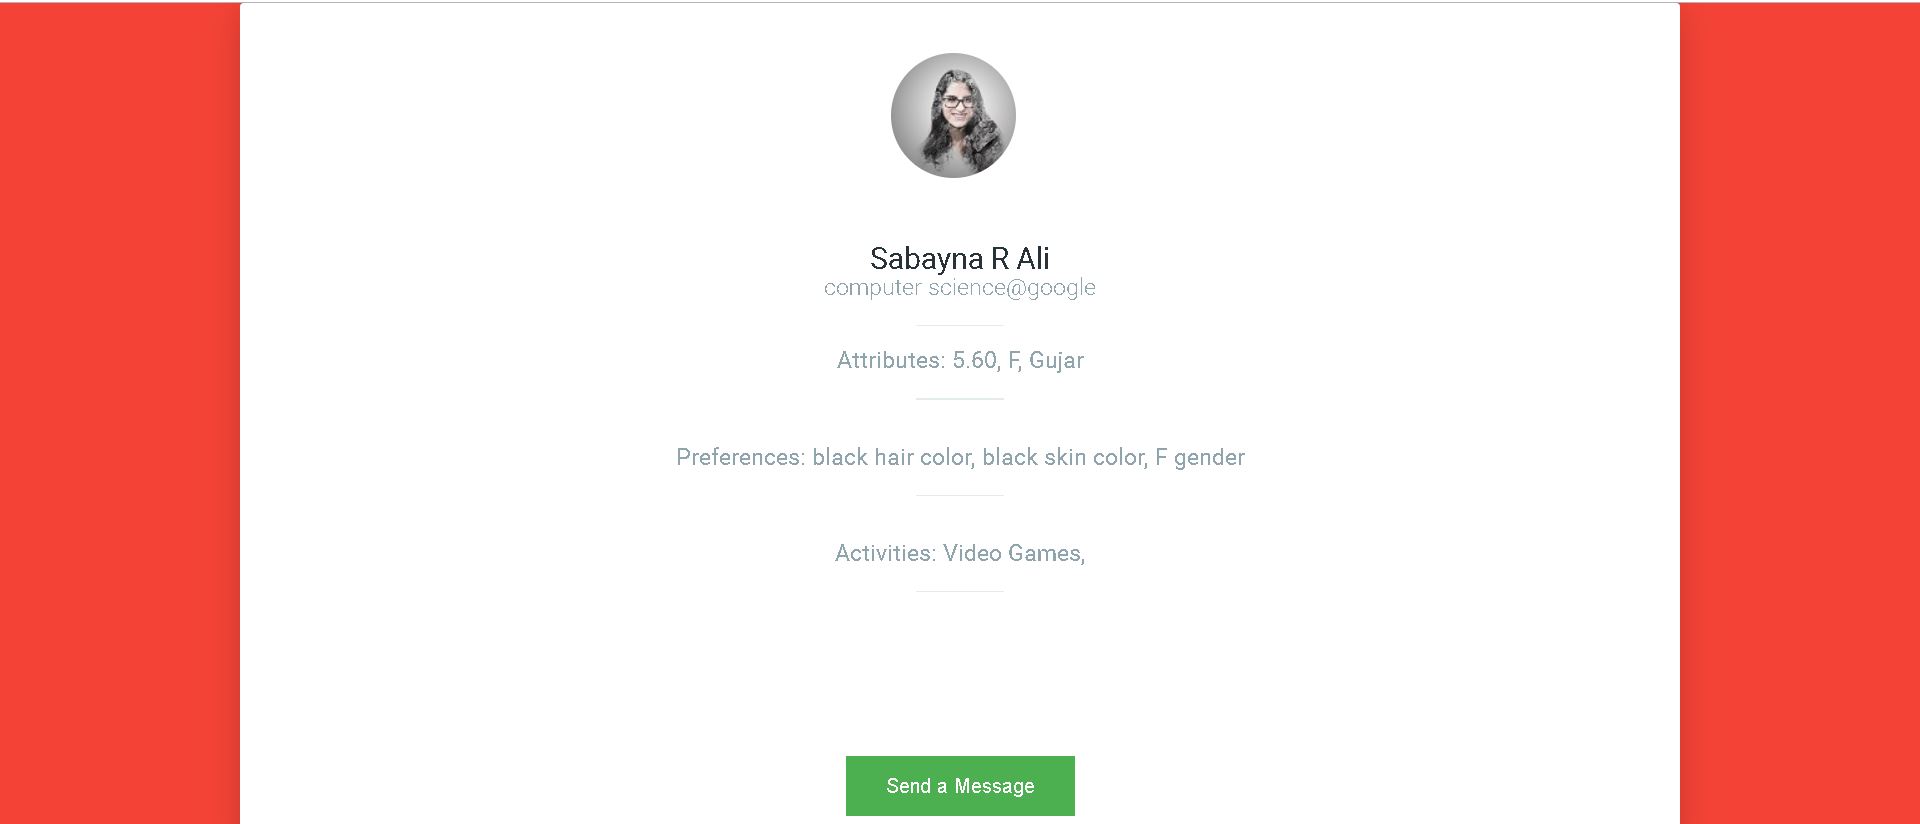 Sabayna R Ali
computer science@google
Attributes: 5.60, F, Gujar
Preferences: black hair color, black skin color, F gender
Activities: Video Games,
Send a Message